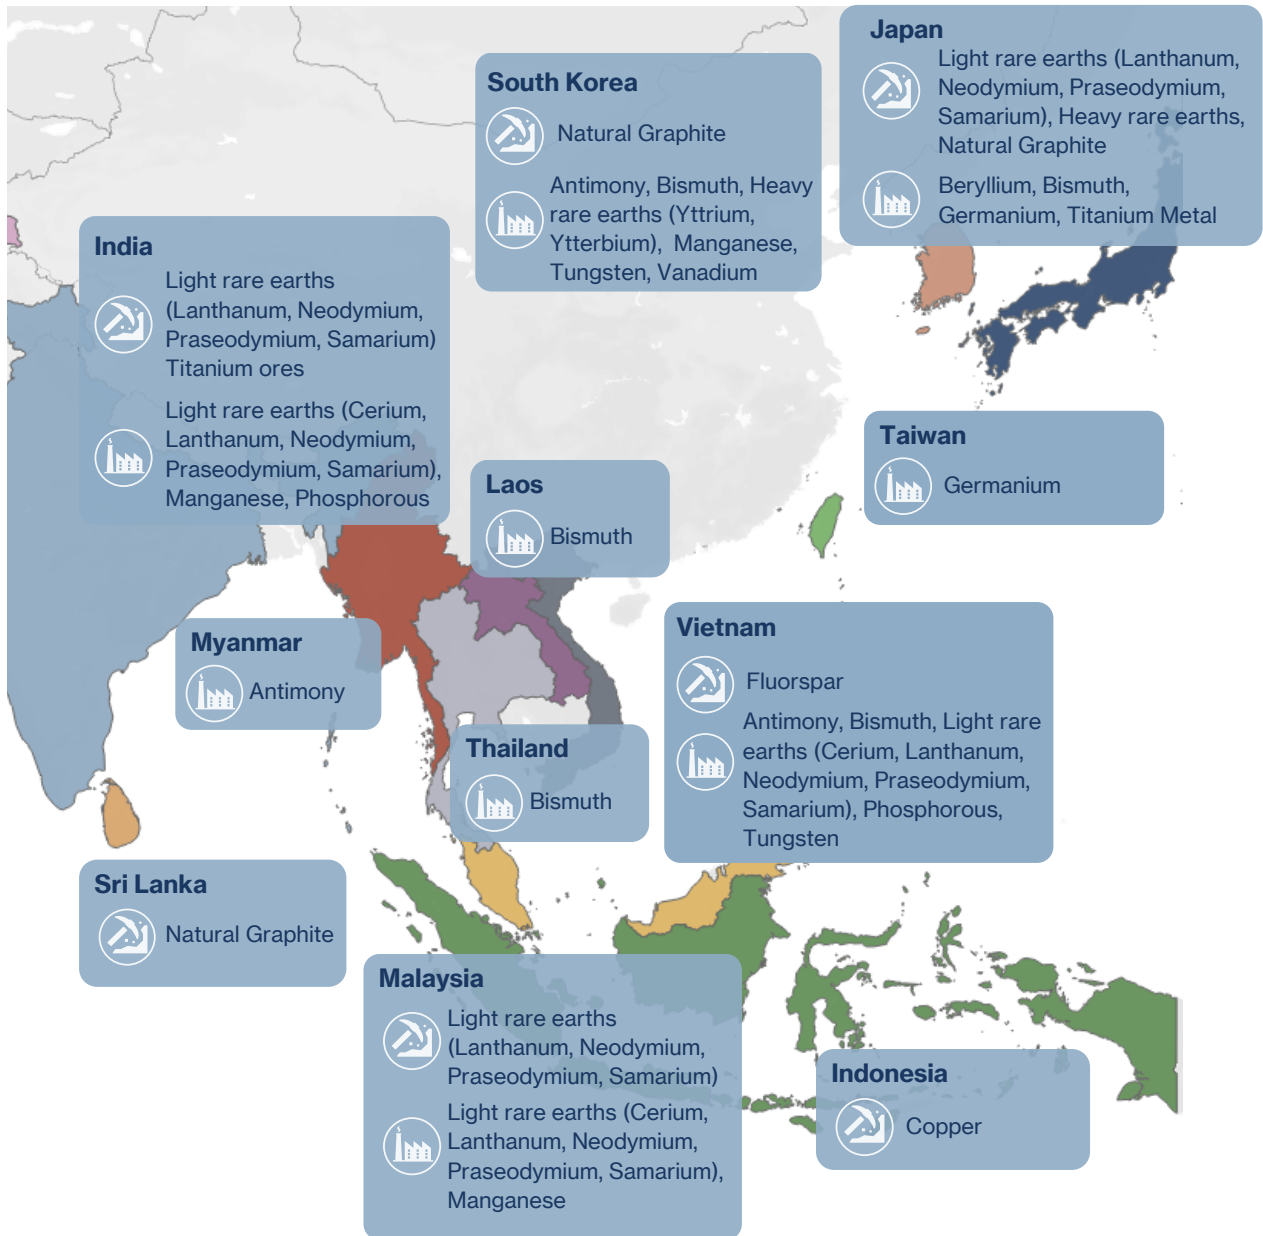 Japan
Light rare earths (Lanthanum,
Neodymium, Praseodymium,
Samarium), Heavy rare earths,
Natural Graphite
Beryllium, Bismuth,
Germanium, Titanium Metal
South Korea
Natural Graphite
Antimony, Bismuth, Heavy
rare earths (Yttrium,
Ytterbium), Manganese,
Tungsten, Vanadium
India
Light rare earths
(Lanthanum, Neodymium,
Praseodymium, Samarium)
Titanium ores
Light rare earths (Cerium,
Lanthanum, Neodymium,
Praseodymium, Samarium),
Manganese, Phosphorous
Taiwan
Germanium
Laos
Bismuth
Myanmar
Antimony
Vietnam
Fluorspar
Antimony, Bismuth, Light rare
earths (Cerium, Lanthanum,
Neodymium, Praseodymium,
Samarium), Phosphorous,
Tungsten
Thailand
Bismuth
Sri Lanka
Natural Graphite
Malaysia
Light rare earths
(Lanthanum, Neodymium,
Praseodymium, Samarium)
Light rare earths (Cerium,
Lanthanum, Neodymium,
Praseodymium, Samarium),
Manganese
Indonesia
Copper